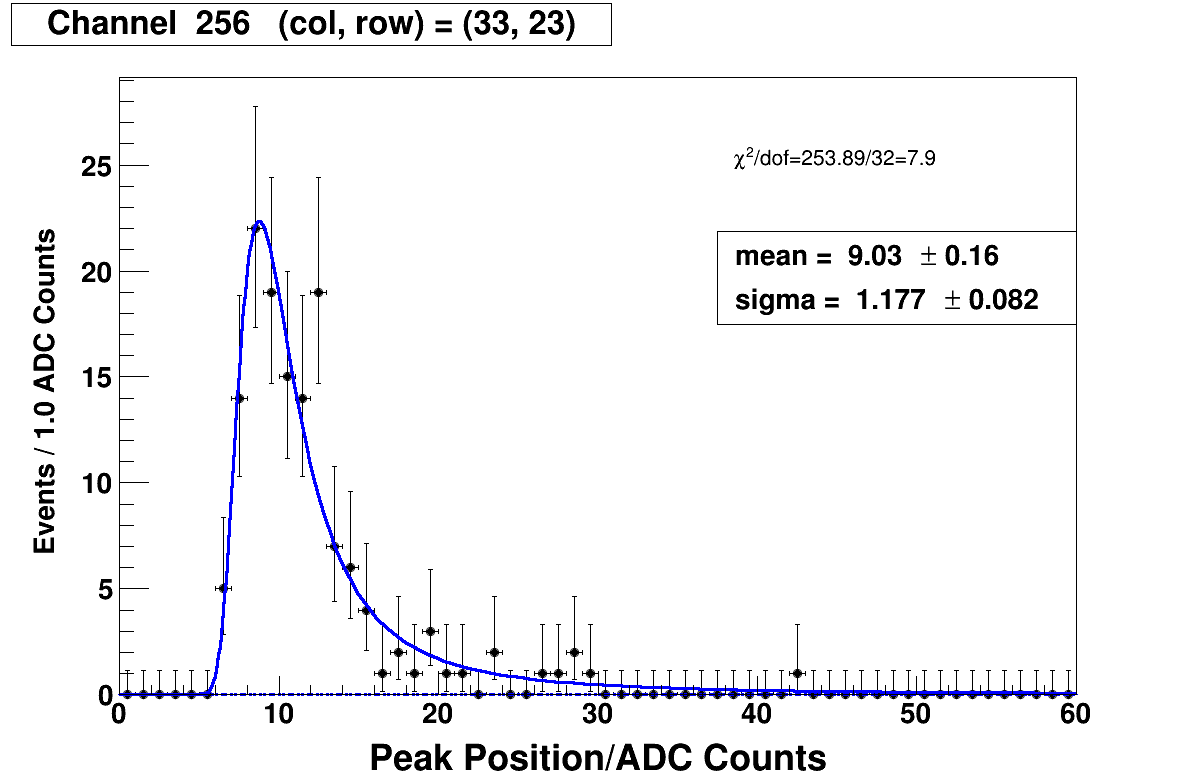 Channel 256 (col, row) = (33, 23)
χ²/dof=253.89/32=7.9
mean = 9.03 ± 0.16
sigma = 1.177 ± 0.082
Events / 1.0 ADC Counts
25
20
15
10
5
0
0 10 20 30 40 50 60
Peak Position/ADC Counts